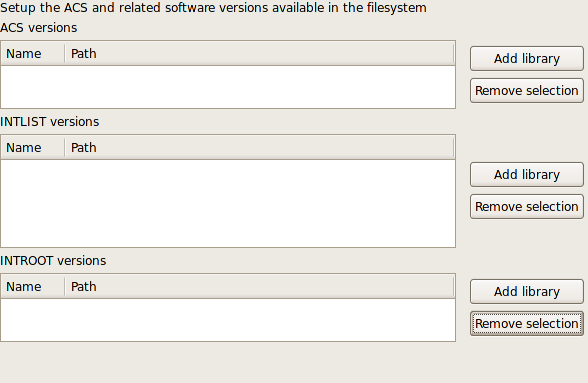 Setup the ACS and related software versions available in the filesystem
ACS versions
Name Path
Add library
Remove selection
INTLIST versions
Name Path
Add library
Remove selection
INTROOT versions
Name Path
Add library
Remove selection